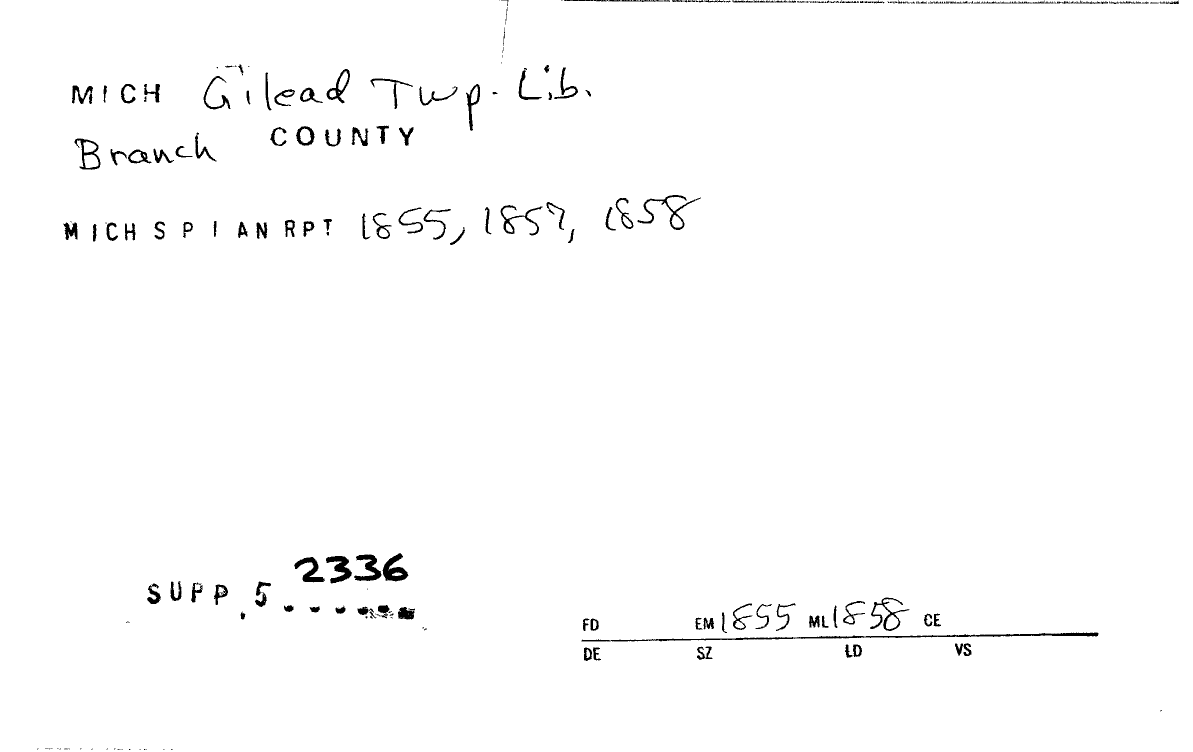 MICH Gilead Twp. Lib.
Branch COUNTY
MICH S P I AN RPT 1855, 1857, 1858
2336
SUPP. 5......
FD EM 1855 ML 1858 CE
DE SZ LD VS